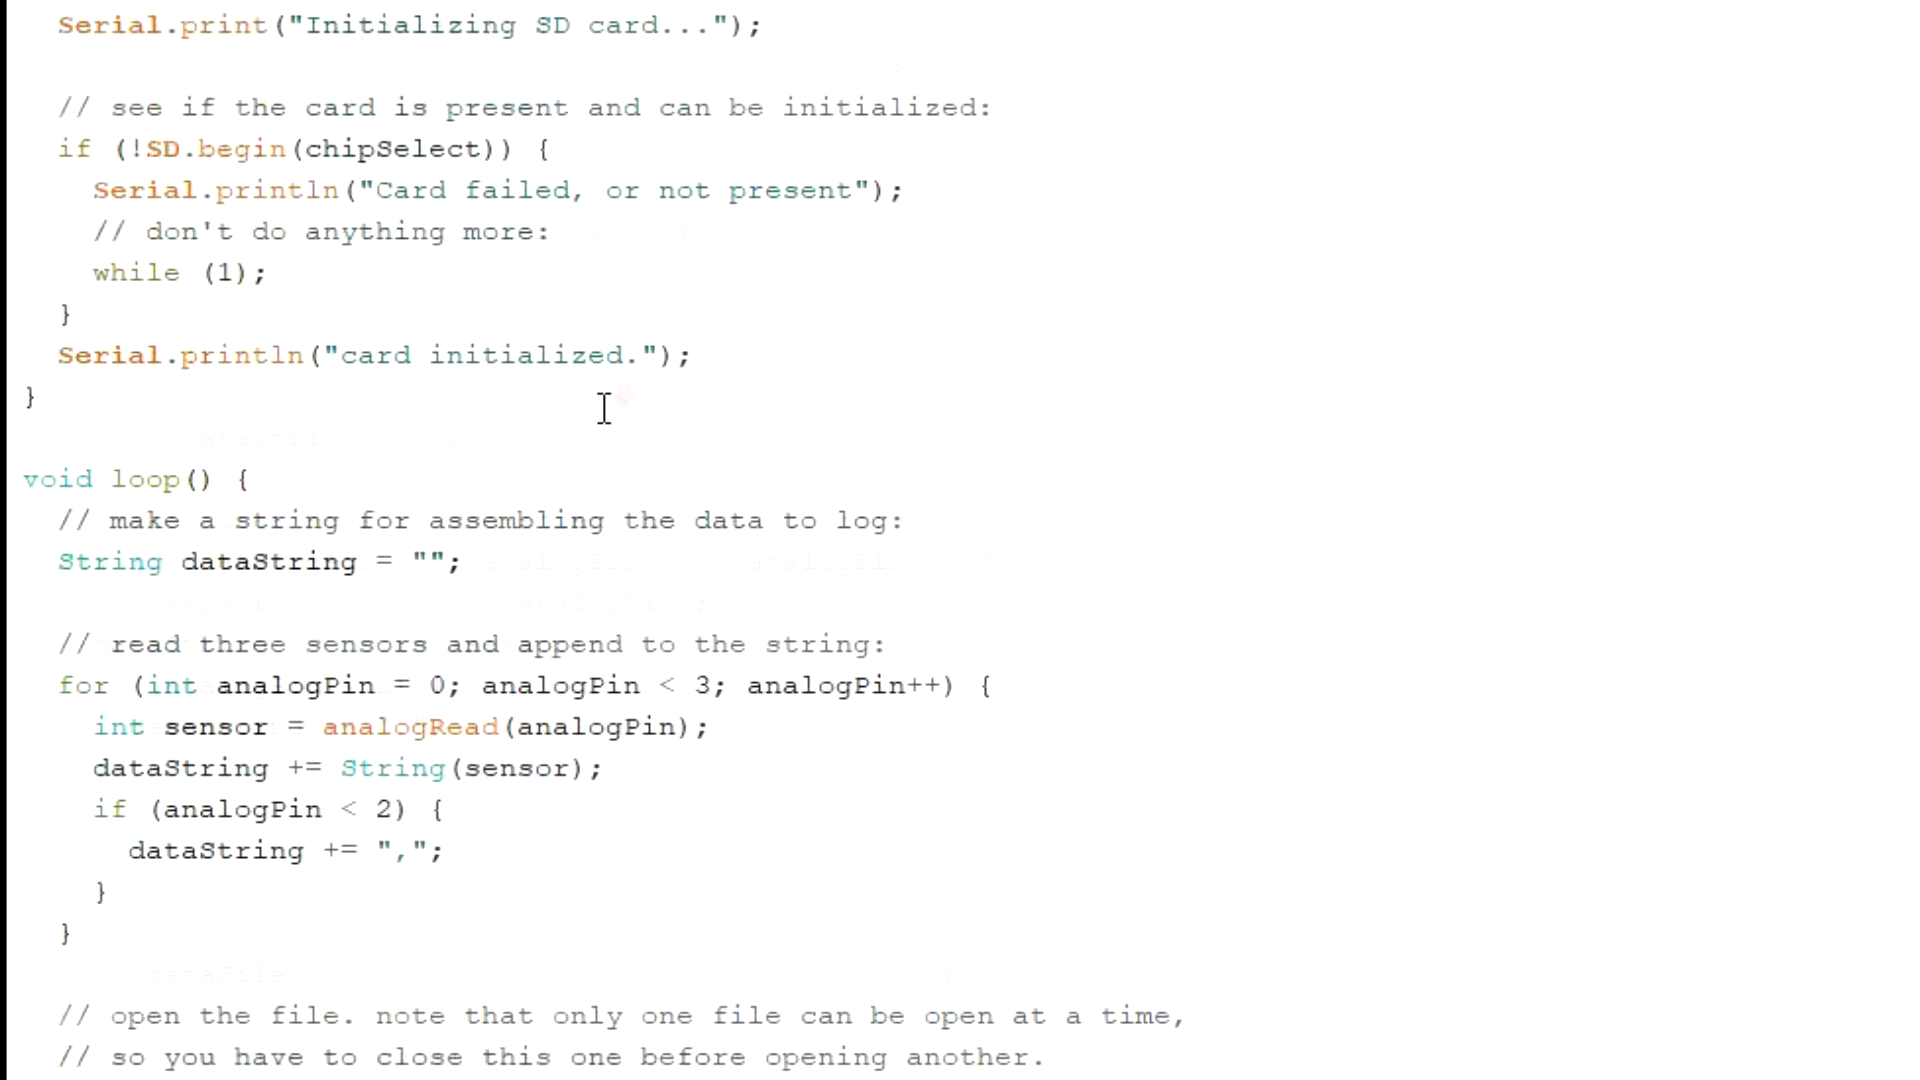 Serial.print("Initializing SD card...");
// see if the card is present and can be initialized:
if (!SD.begin(chipSelect)) {
Serial.println("Card failed, or not present");
// don't do anything more:
while (1);
}
Serial.println("card initialized.");
}
void loop() {
// make a string for assembling the data to log:
String dataString = "";
// read three sensors and append to the string:
for (int analogPin = 0; analogPin < 3; analogPin++) {
int sensor = analogRead(analogPin);
dataString += String(sensor);
if (analogPin < 2) {
dataString += ",";
}
}
// open the file. note that only one file can be open at a time,
// so you have to close this one before opening another.